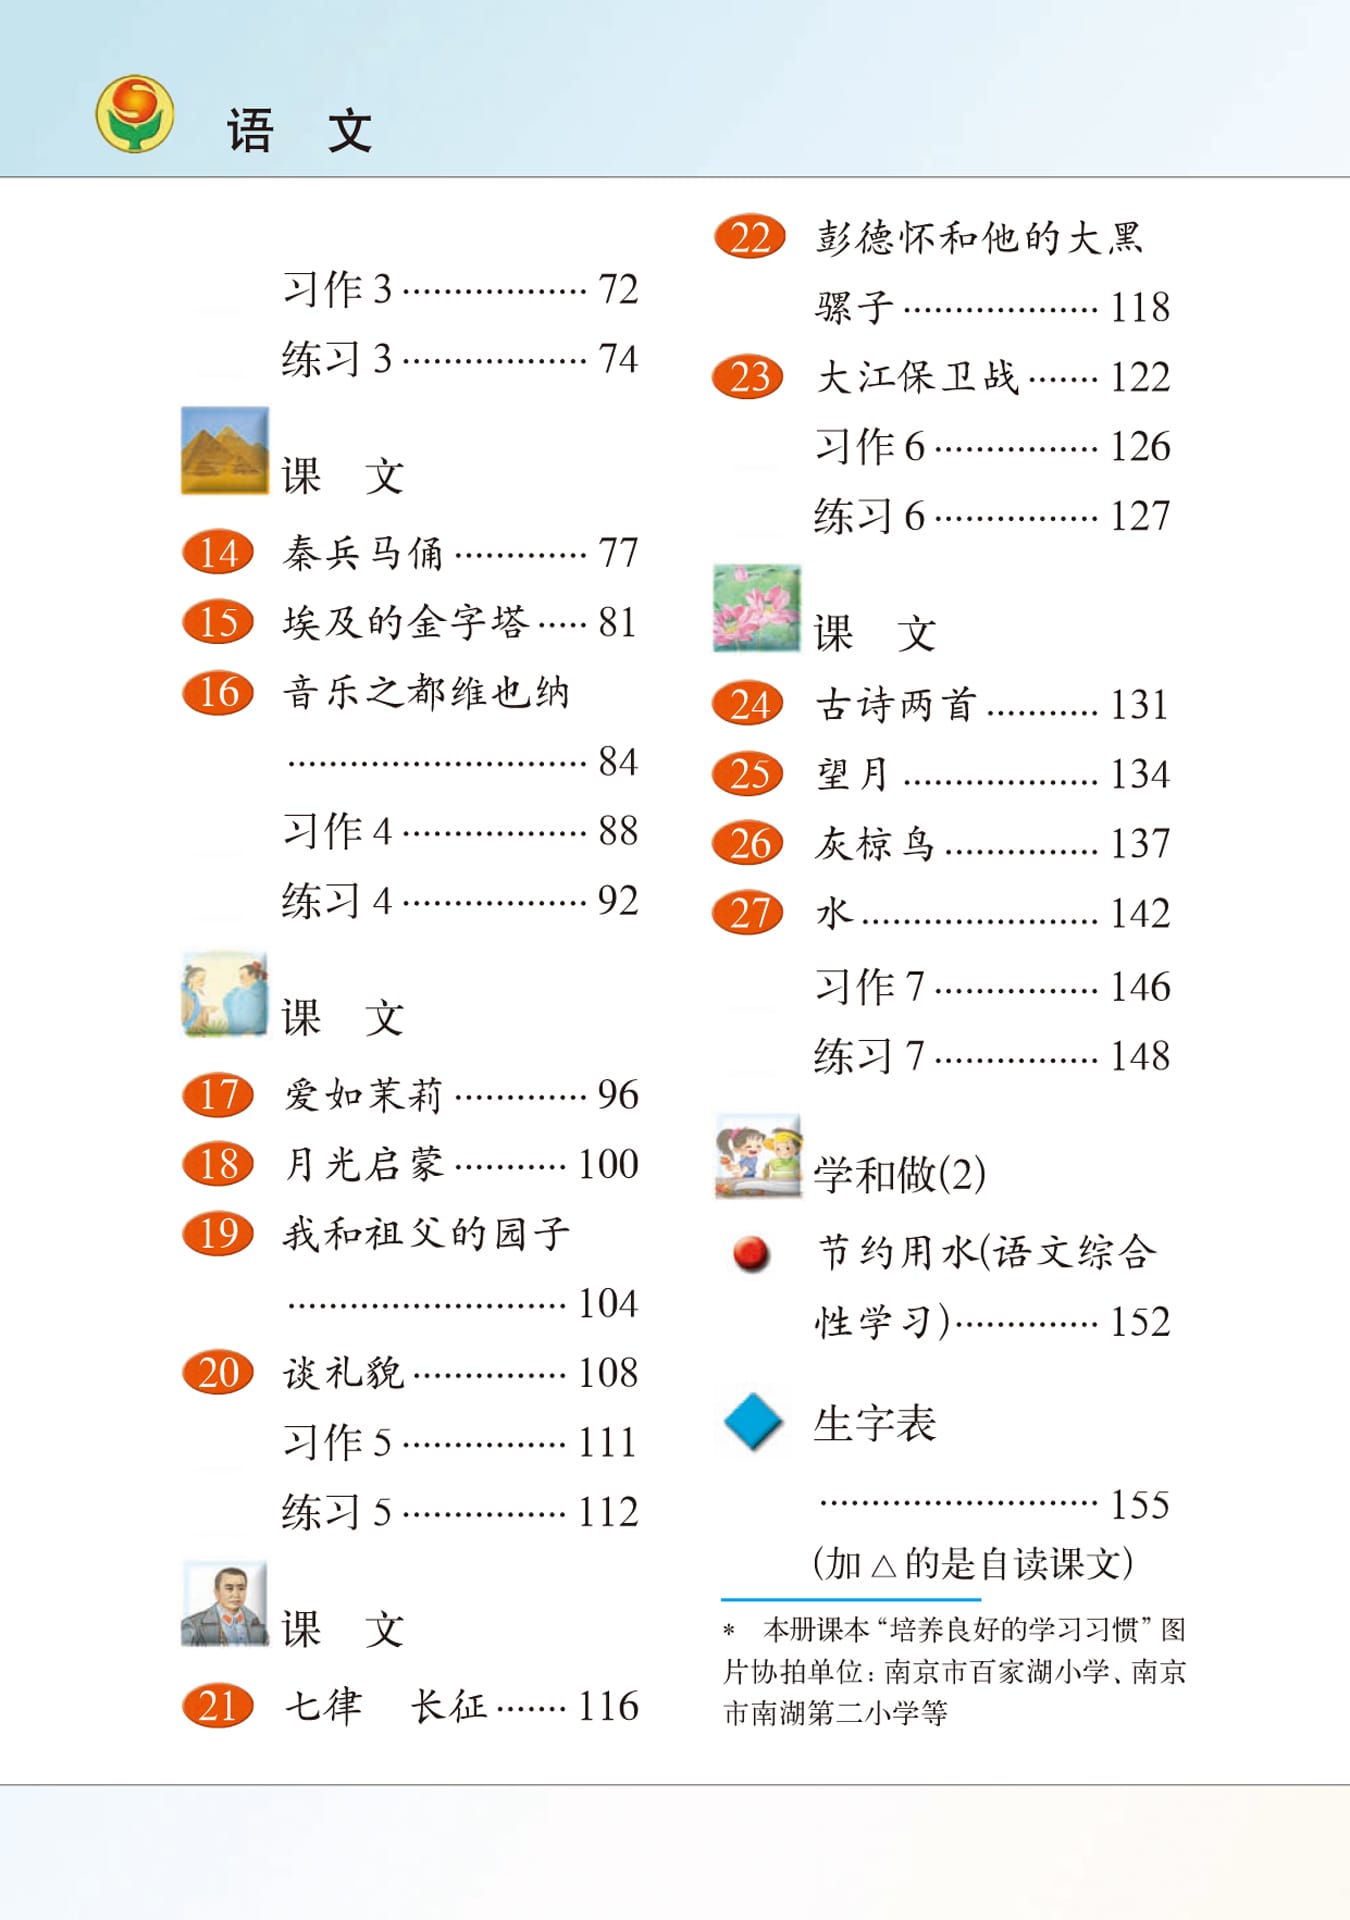 语 文
习作 3 ·················· 72
练习 3 ·················· 74
课 文
14 秦兵马俑 ············· 77
15 埃及的金字塔 ····· 81
16 音乐之都维也纳
····························· 84
习作 4 ·················· 88
练习 4 ·················· 92
课 文
17 爱如茉莉 ············· 96
18 月光启蒙 ··········· 100
19 我和祖父的园子
··························· 104
20 谈礼貌 ··············· 108
习作 5 ················ 111
练习 5 ················ 112
课 文
21 七律 长征 ······· 116
22 彭德怀和他的大黑
骡子 ··················· 118
23 大江保卫战 ······· 122
习作 6 ················ 126
练习 6 ················ 127
课 文
24 古诗两首 ··········· 131
25 望月 ··················· 134
26 灰椋鸟 ··············· 137
27 水 ······················· 142
习作 7 ················ 146
练习 7 ················ 148
学和做(2)
节约用水(语文综合
性学习) ·············· 152
生字表
··························· 155
(加 △ 的是自读课文)
* 本册课本“培养良好的学习习惯”图
片协拍单位：南京市百家湖小学、南京
市南湖第二小学等